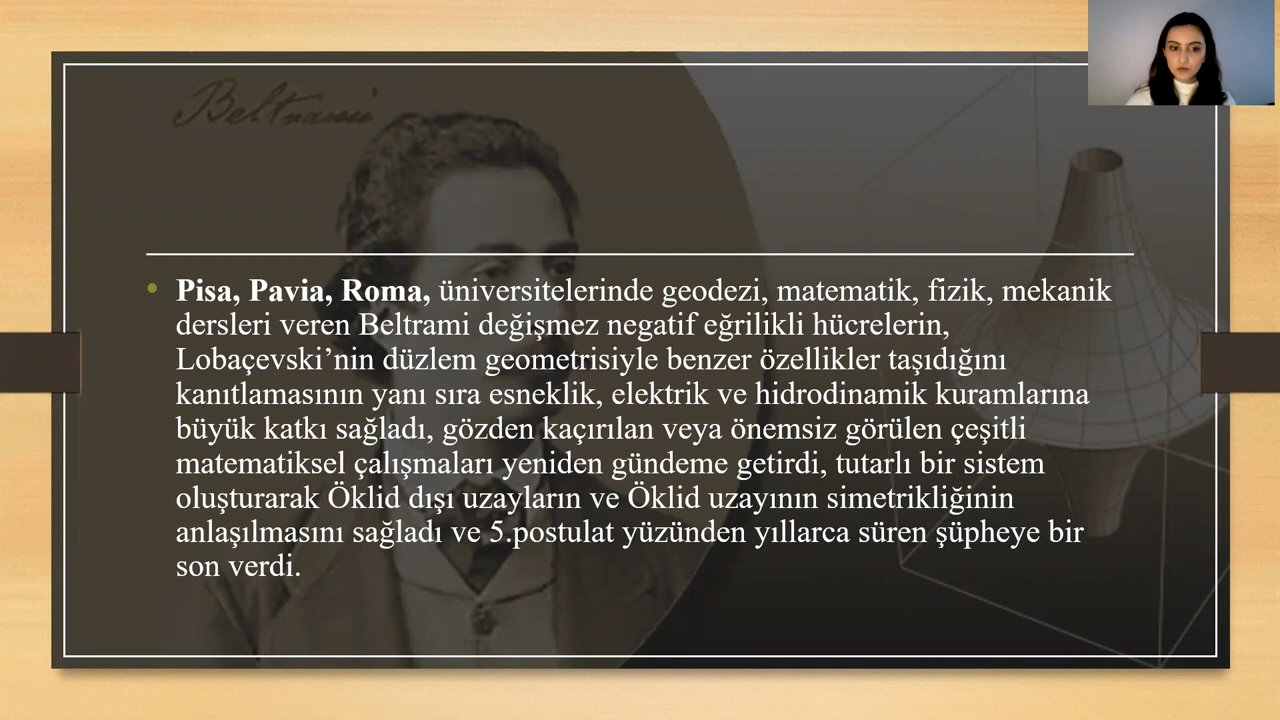 Beltrami
Pisa, Pavia, Roma, üniversitelerinde geodezi, matematik, fizik, mekanik
dersleri veren Beltrami değişmez negatif eğrilikli hücrelerin,
Lobaçevski’nin düzlem geometrisiyle benzer özellikler taşıdığını
kanıtlamasının yanı sıra esneklik, elektrik ve hidrodinamik kuramlarına
büyük katkı sağladı, gözden kaçırılan veya önemsiz görülen çeşitli
matematiksel çalışmaları yeniden gündeme getirdi, tutarlı bir sistem
oluşturarak Öklid dışı uzayların ve Öklid uzayının simetrikliğinin
anlaşılmasını sağladı ve 5.postulat yüzünden yıllarca süren şüpheye bir
son verdi.